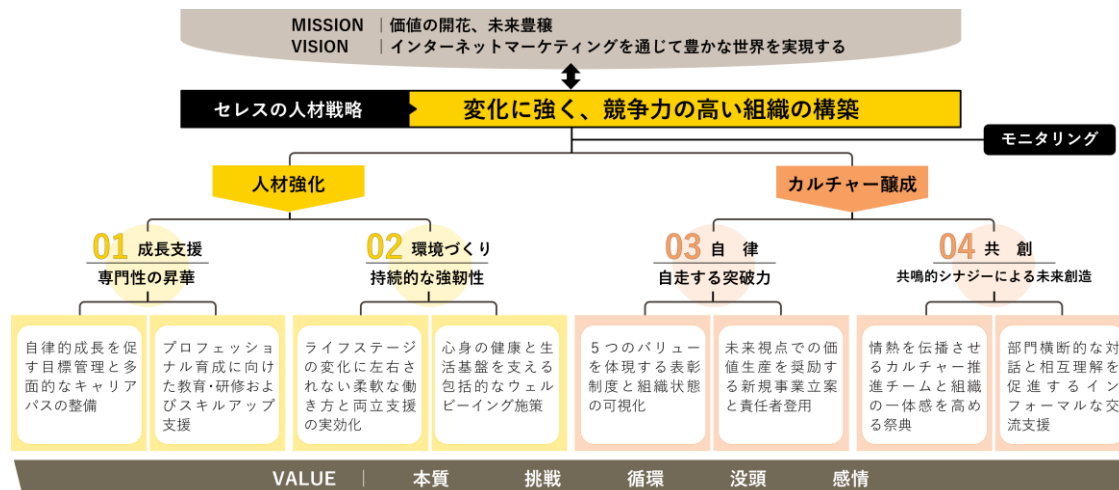 MISSION｜価値の開花、未来豊穣
VISION｜インターネットマーケティングを通じて豊かな世界を実現する
セレスの人材戦略
変化に強く、競争力の高い組織の構築
モニタリング
人材強化
カルチャー醸成
01 成長支援
専門性の昇華
02 環境づくり
持続的な強靭性
03 自 律
自走する突破力
04 共 創
共鳴的シナジーによる未来創造
自律的成長を促
す目標管理と多
面的なキャリア
パスの整備
プロフェッショ
ナル育成に向け
た教育・研修およ
びスキルアップ
支援
ライフステージ
の変化に左右さ
れない柔軟な働
き方と両立支援
の実効化
心身の健康と生
活基盤を支える
包括的なウェル
ビーイング施策
5つのバリュー
を体現する表彰
制度と組織状態
の可視化
未来視点での価
値生産を奨励す
る新規事業立案
と責任者登用
情熱を伝播させ
るカルチャー推
進チームと組織
の一体感を高め
る祭典
部門横断的な対
話と相互理解を
促進するイン
フォーマルな交
流支援
VALUE｜本質 挑戦 循環 没頭 感情